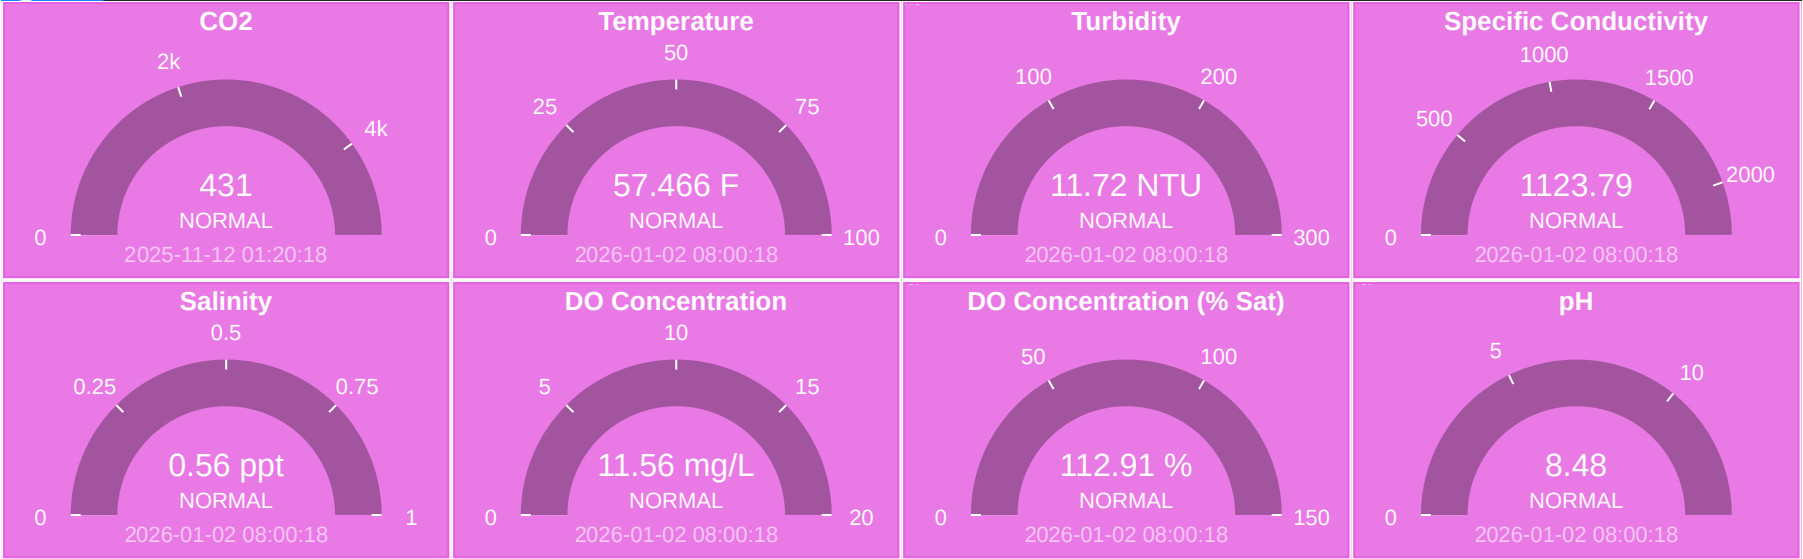 CO2
2k
4k
0
431
NORMAL
2025-11-12 01:20:18
Temperature
50
25
75
0
100
57.466 F
NORMAL
2026-01-02 08:00:18
Turbidity
100
200
0
300
11.72 NTU
NORMAL
2026-01-02 08:00:18
Specific Conductivity
1000
1500
500
2000
0
1123.79
NORMAL
2026-01-02 08:00:18
Salinity
0.5
0.25
0.75
0
1
0.56 ppt
NORMAL
2026-01-02 08:00:18
DO Concentration
10
5
15
0
20
11.56 mg/L
NORMAL
2026-01-02 08:00:18
DO Concentration (% Sat)
50
100
0
150
112.91 %
NORMAL
2026-01-02 08:00:18
pH
5
10
0
8.48
NORMAL
2026-01-02 08:00:18